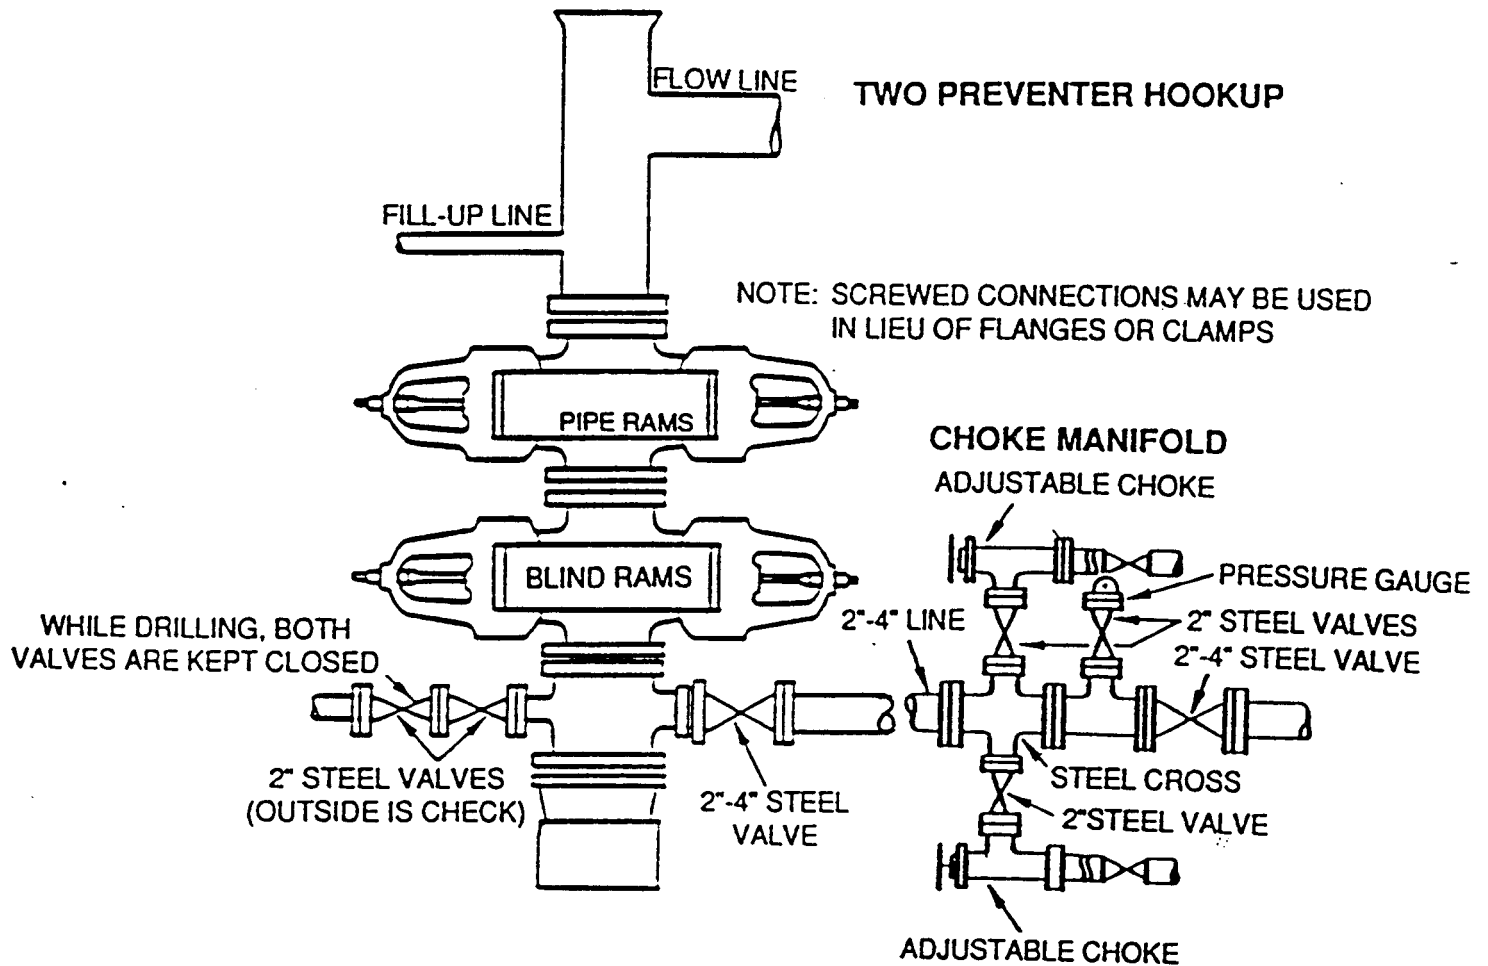 FLOW LINE
TWO PREVENTER HOOKUP
FILL-UP LINE
NOTE: SCREWED CONNECTIONS MAY BE USED
IN LIEU OF FLANGES OR CLAMPS
PIPE RAMS
CHOKE MANIFOLD
ADJUSTABLE CHOKE
BLIND RAMS
PRESSURE GAUGE
WHILE DRILLING, BOTH
VALVES ARE KEPT CLOSED
2"-4" LINE
2" STEEL VALVES
2"-4" STEEL VALVE
2" STEEL VALVES
(OUTSIDE IS CHECK)
2"-4" STEEL
VALVE
STEEL CROSS
2"STEEL VALVE
ADJUSTABLE CHOKE